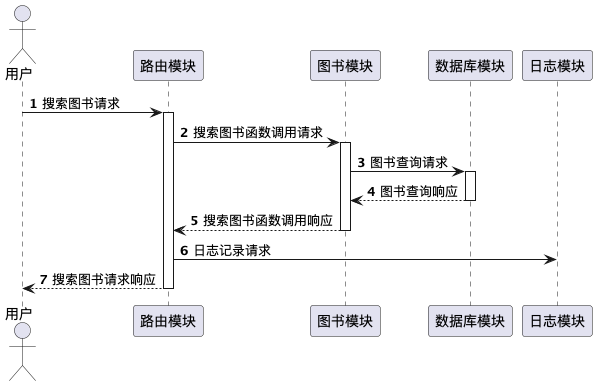 用户
路由模块
图书模块
数据库模块
日志模块
1 搜索图书请求
2 搜索图书函数调用请求
3 图书查询请求
4 图书查询响应
5 搜索图书函数调用响应
6 日志记录请求
7 搜索图书请求响应
用户
路由模块
图书模块
数据库模块
日志模块